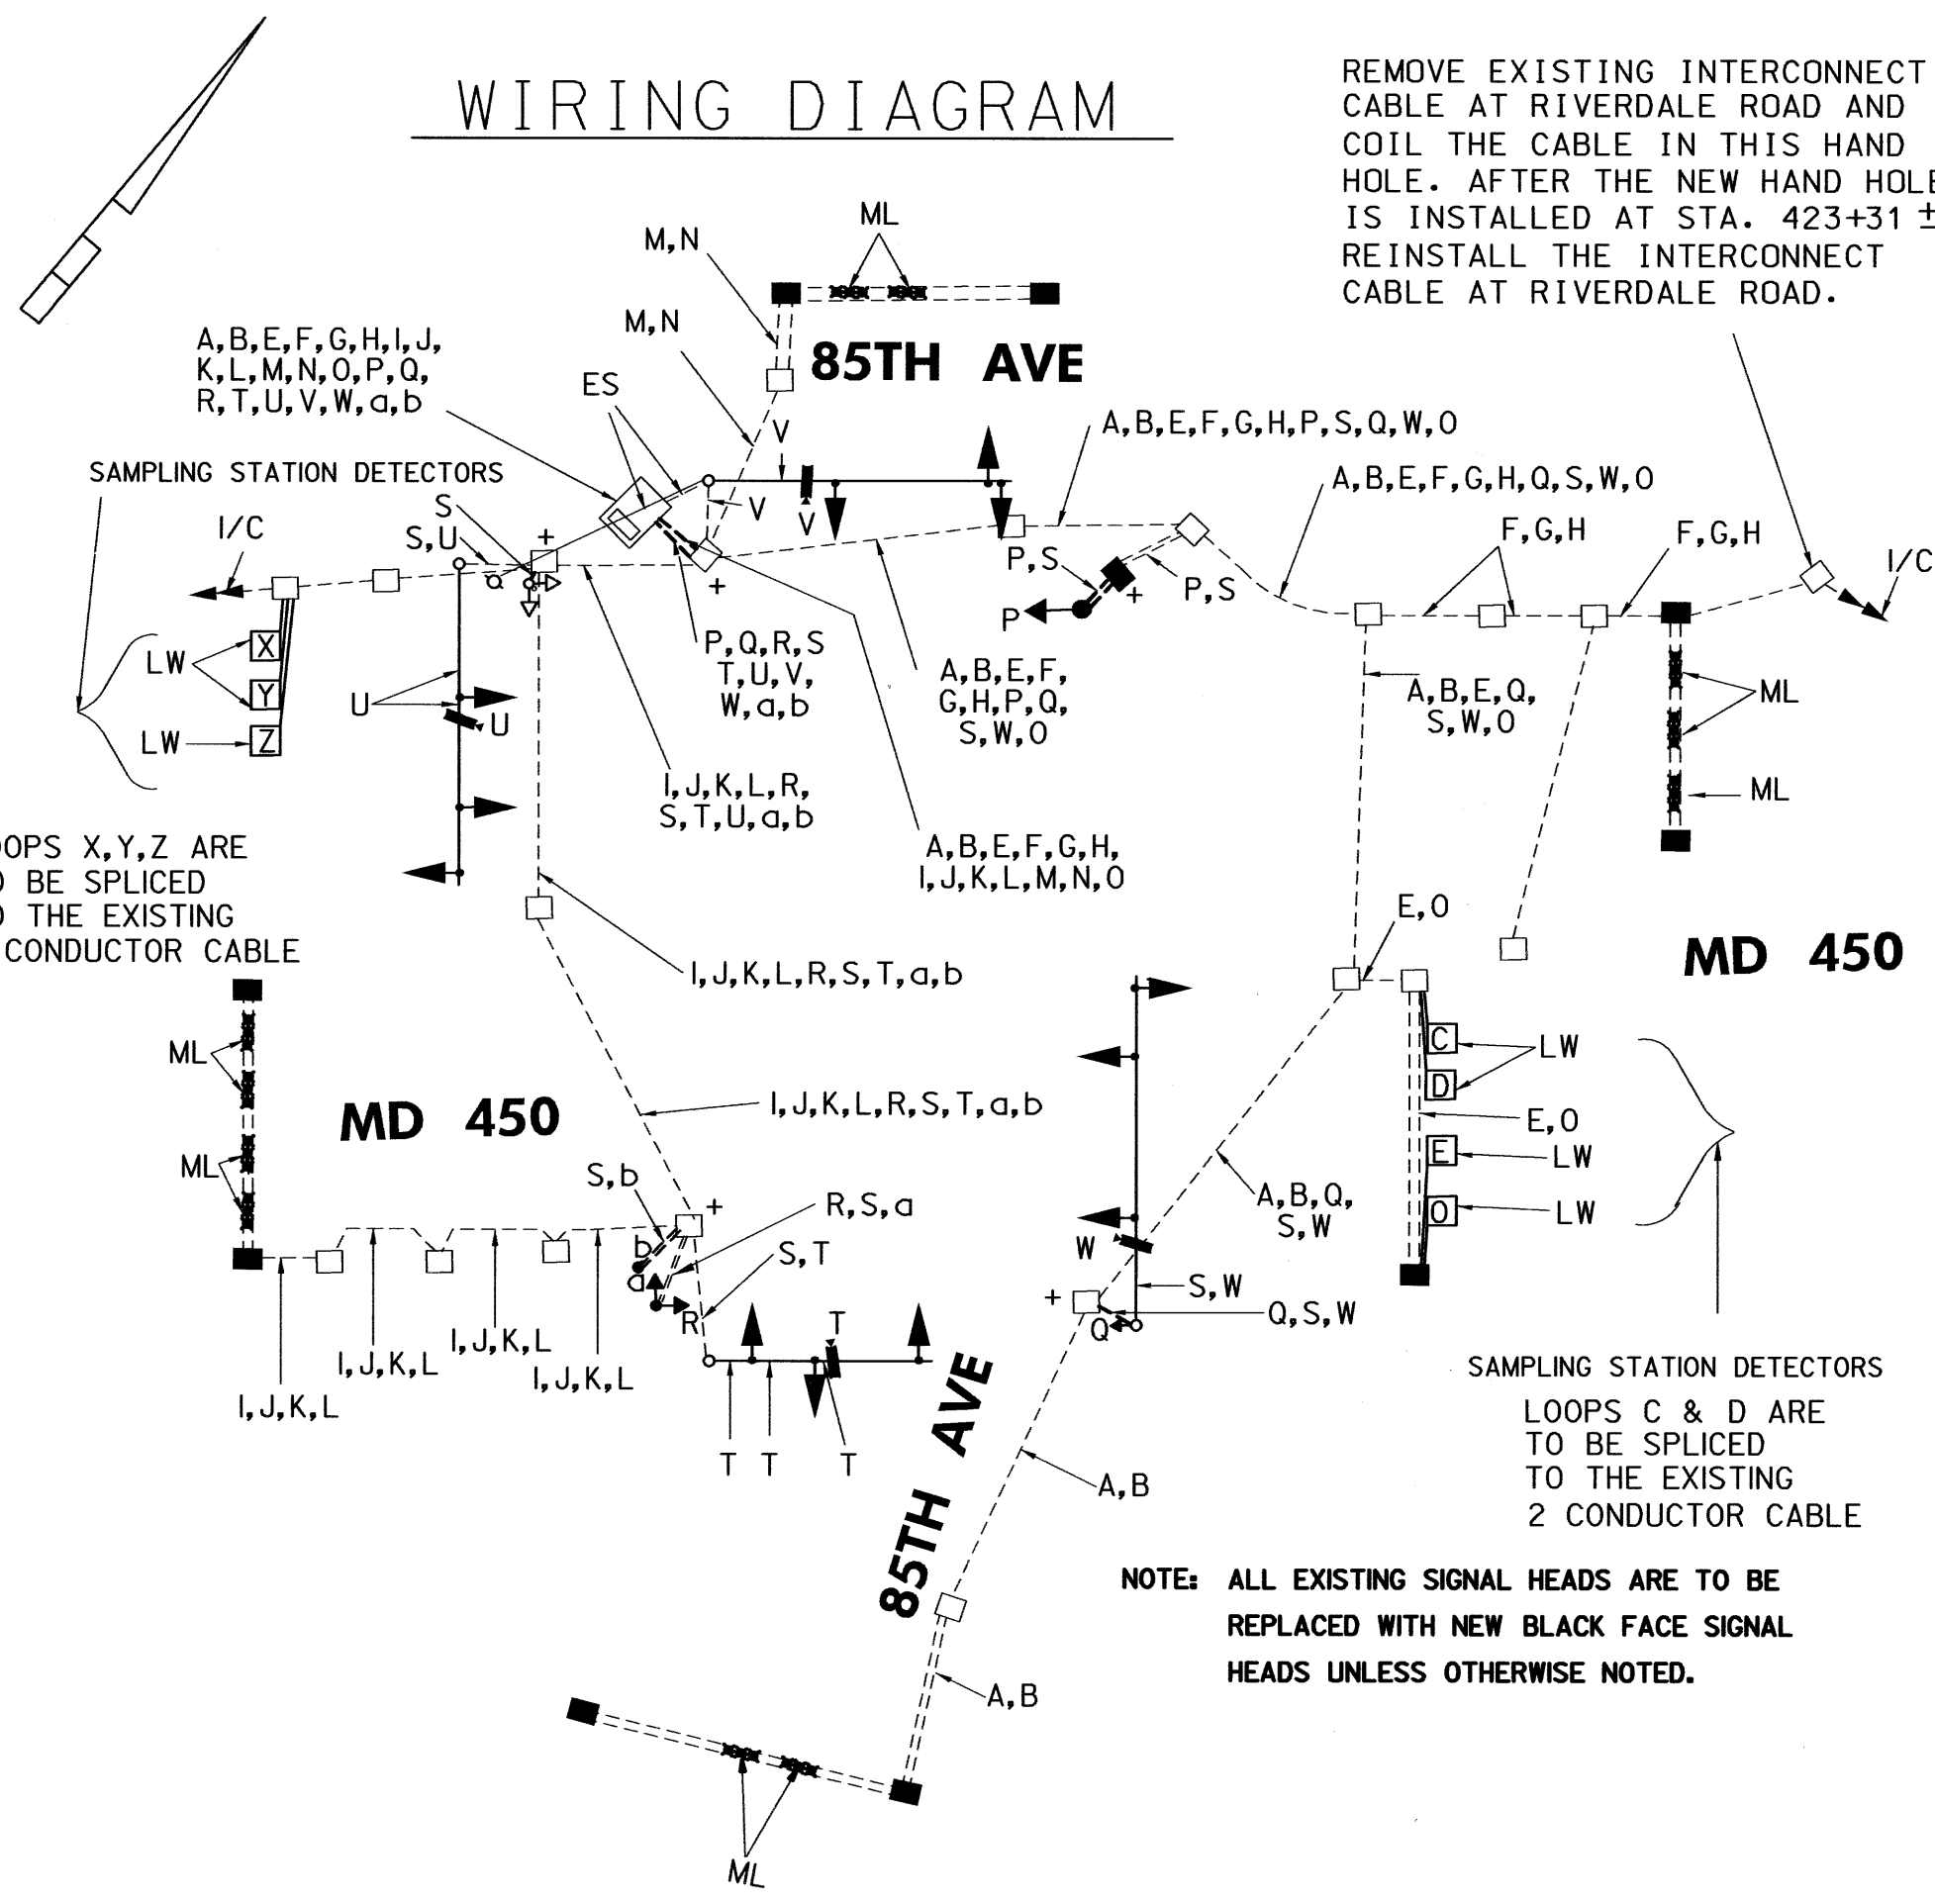 WIRING DIAGRAM
REMOVE EXISTING INTERCONNECT
CABLE AT RIVERDALE ROAD AND
COIL THE CABLE IN THIS HAND
HOLE. AFTER THE NEW HAND HOLE
IS INSTALLED AT STA. 423+31 ±
REINSTALL THE INTERCONNECT
CABLE AT RIVERDALE ROAD.
ML
M,N
M,N
85TH AVE
A,B,E,F,G,H,I,J,
K,L,M,N,O,P,Q,
R,T,U,V,W,a,b
ES
V
A,B,E,F,G,H,P,S,Q,W,O
SAMPLING STATION DETECTORS
A,B,E,F,G,H,Q,S,W,O
S
I/C
S,U
+
V
V
F,G,H
F,G,H
I/C
P,S
+
+
P,S
P
X
LW
Y
LW
Z
U
U
P,Q,R,S
T,U,V,
W,a,b
A,B,E,F,
G,H,P,Q,
S,W,O
A,B,E,Q,
S,W,O
ML
ML
I,J,K,L,R,
S,T,U,a,b
A,B,E,F,G,H,
I,J,K,L,M,N,O
OOPS X,Y,Z ARE
O BE SPLICED
O THE EXISTING
CONDUCTOR CABLE
E,O
MD 450
I,J,K,L,R,S,T,a,b
ML
C
LW
D
MD 450
I,J,K,L,R,S,T,a,b
E,O
ML
E
LW
S,b
R,S,a
+
A,B,Q,
S,W
O
LW
b
S,T
W
a
+
S,W
R
Q
Q,S,W
T
I,J,K,L
I,J,K,L
I,J,K,L
I,J,K,L
T
T
T
85TH AVE
SAMPLING STATION DETECTORS
LOOPS C & D ARE
TO BE SPLICED
TO THE EXISTING
2 CONDUCTOR CABLE
A,B
NOTE: ALL EXISTING SIGNAL HEADS ARE TO BE
REPLACED WITH NEW BLACK FACE SIGNAL
HEADS UNLESS OTHERWISE NOTED.
A,B
ML